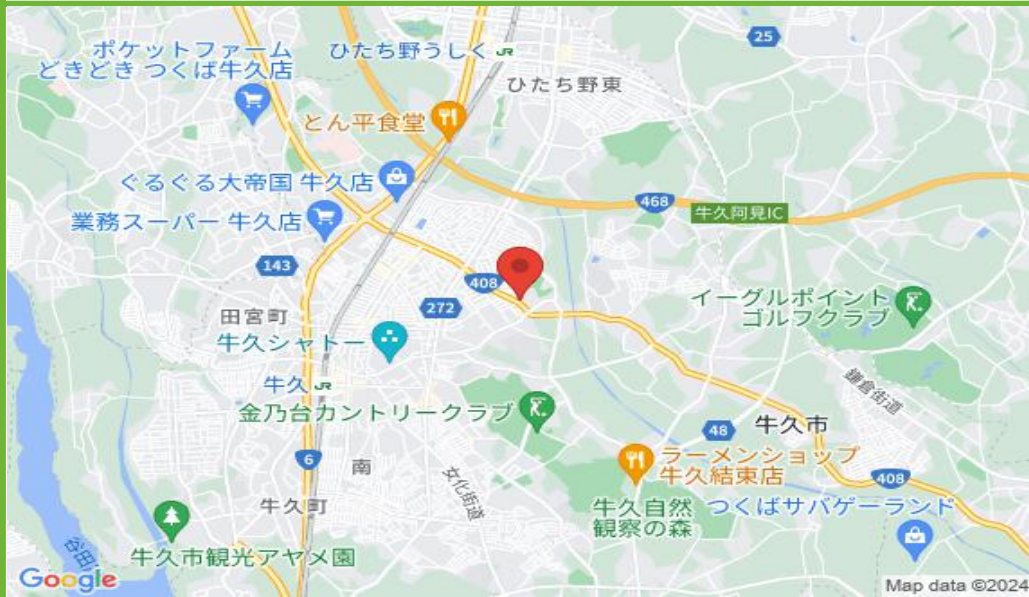 ポケットファーム
どきどき つくば牛久店
ひたち野うしく JR
25
ひたち野東
とん平食堂
ぐるぐる大帝国 牛久店
468
牛久阿見IC
業務スーパー 牛久店
143
408
272
イーグルポイント
ゴルフクラブ
田宮町
牛久シャトー
鎌倉街道
牛久 JR
金乃台カントリークラブ
48
牛久市
6
南
女化街道
ラーメンショップ
牛久結束店
408
牛久町
牛久自然
観察の森
つくばサバゲーランド
牛久市観光アヤメ園
谷田
Google
Map data ©2024